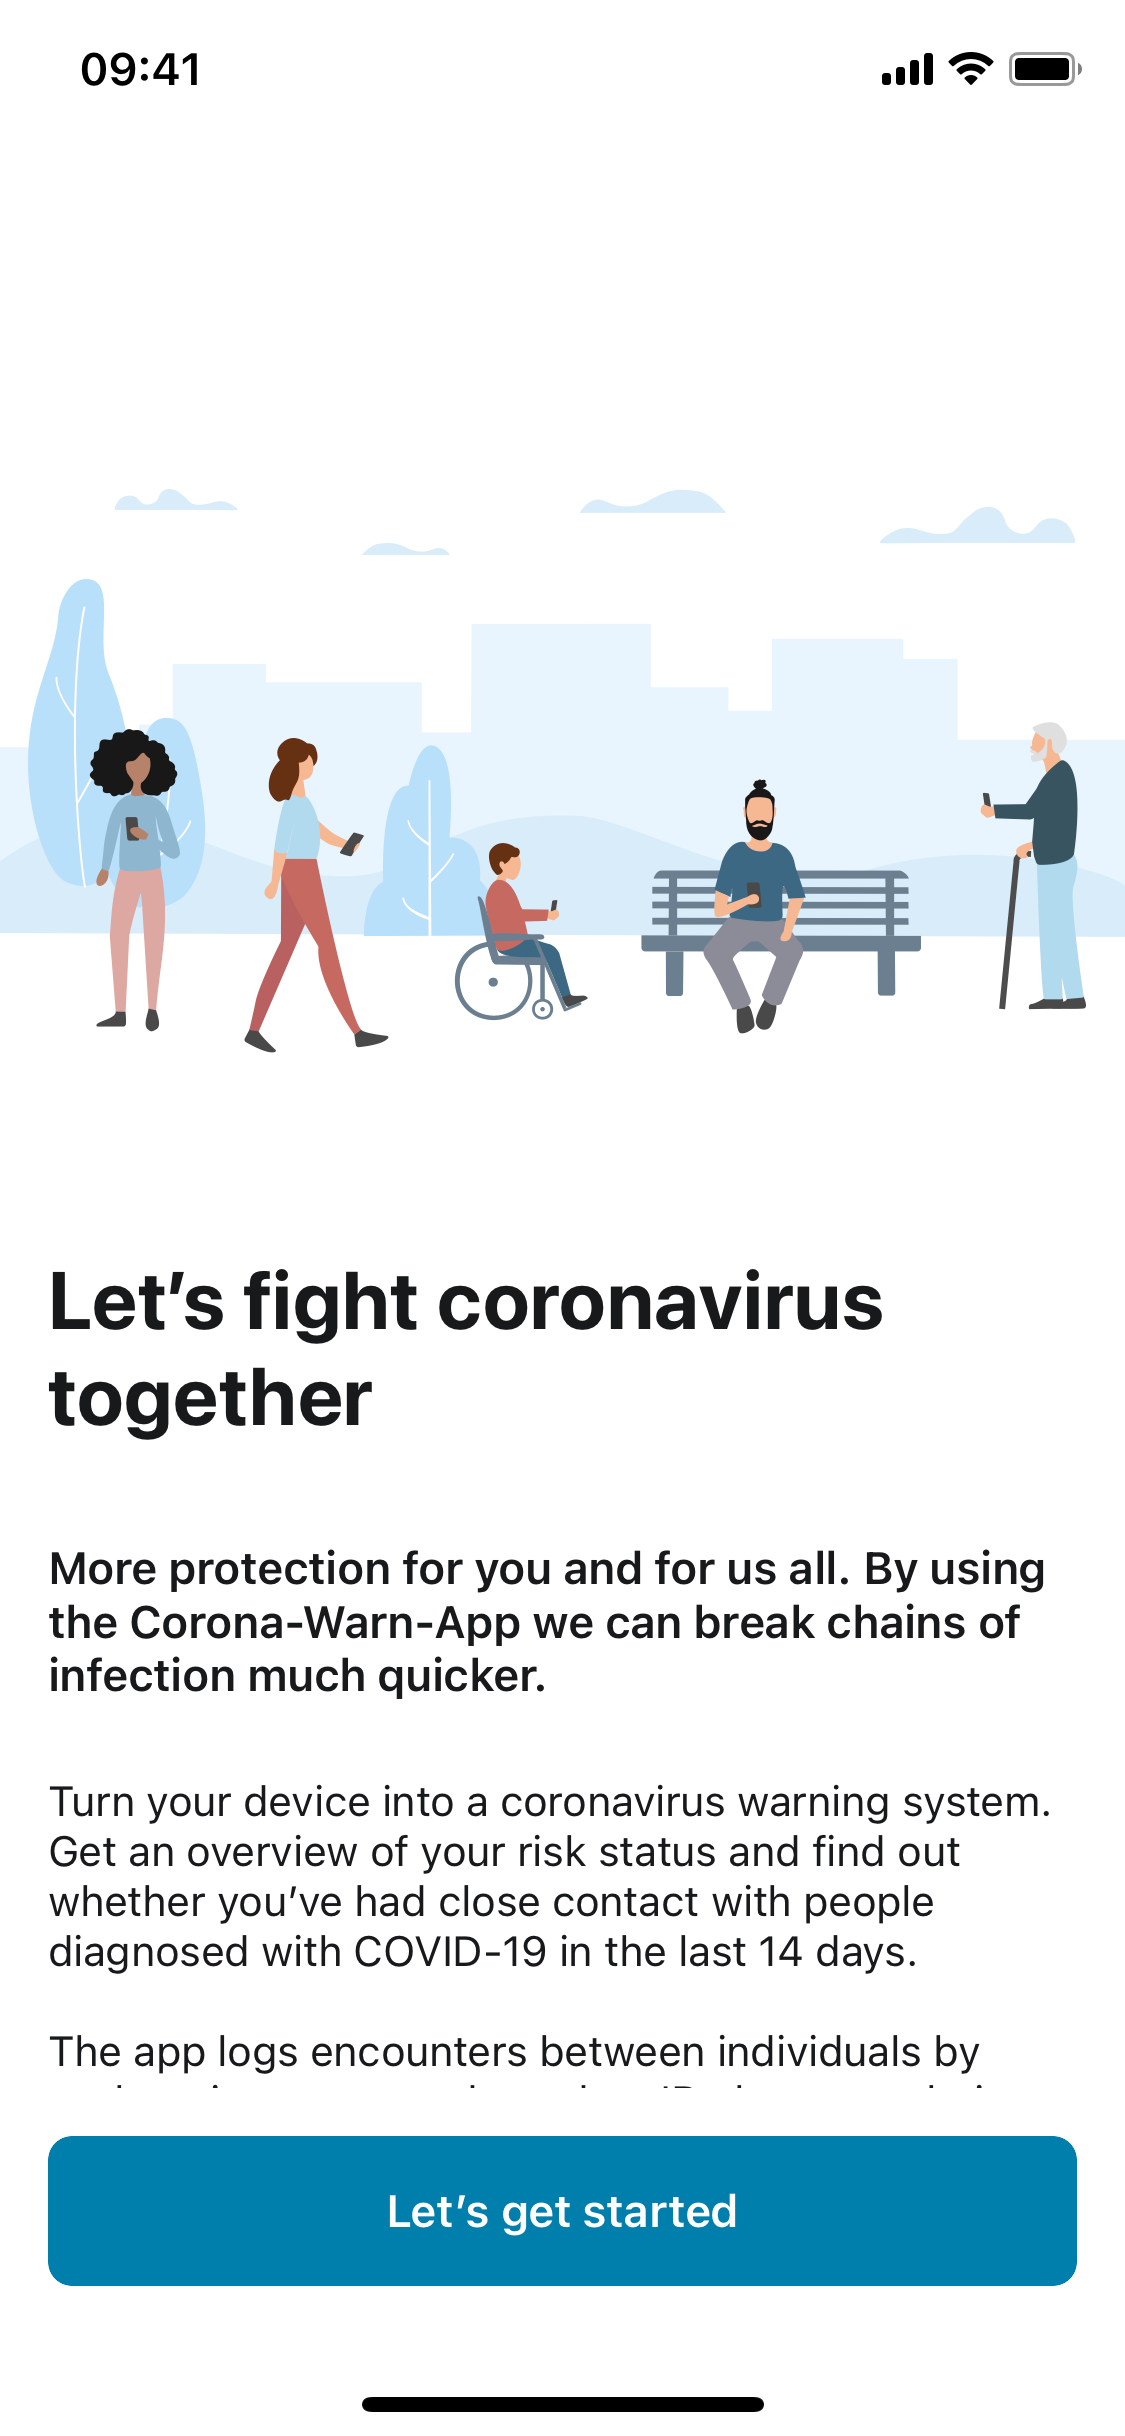 09:41
Let’s fight coronavirus
together
More protection for you and for us all. By using
the Corona-Warn-App we can break chains of
infection much quicker.
Turn your device into a coronavirus warning system.
Get an overview of your risk status and find out
whether you’ve had close contact with people
diagnosed with COVID-19 in the last 14 days.
The app logs encounters between individuals by
Let’s get started